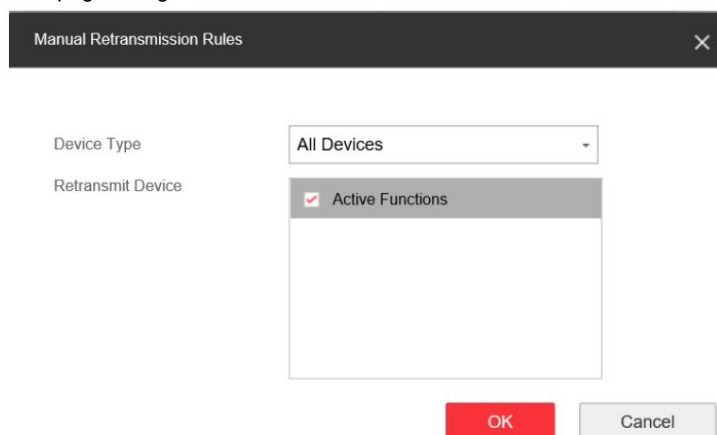 Manual Retransmission Rules
Device Type
All Devices
Retransmit Device
Active Functions
OK
Cancel